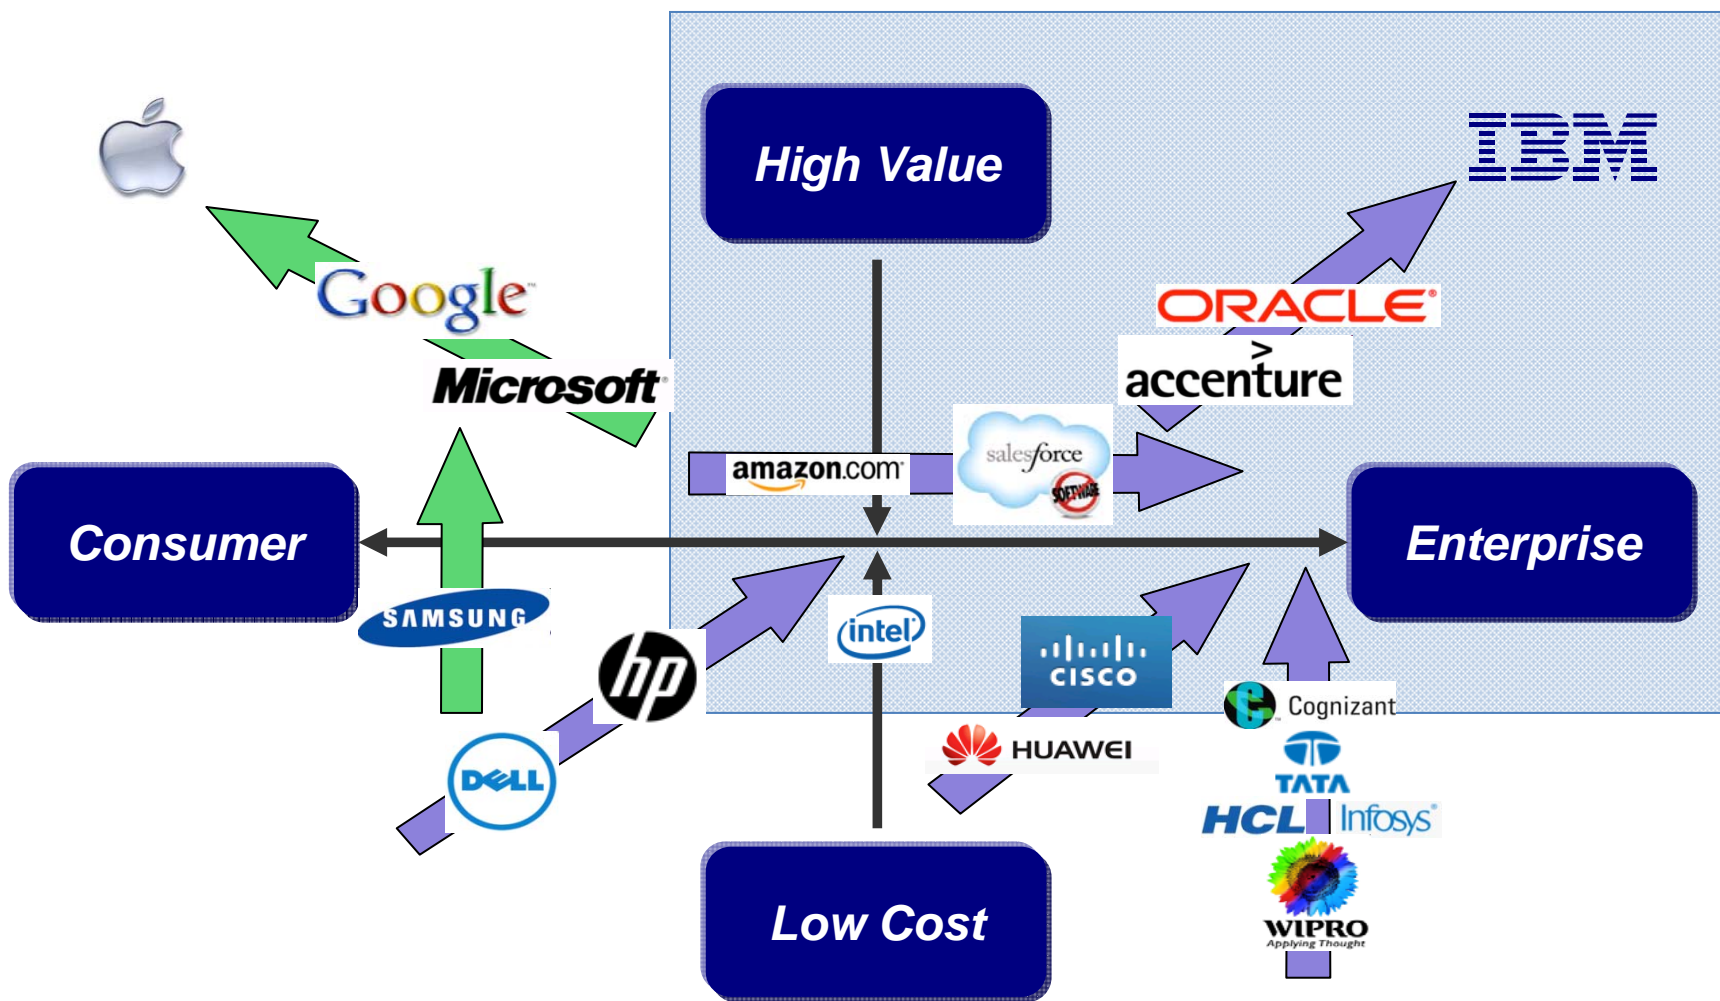 High Value
IBM
Google™
ORACLE®
Microsoft®
>
accenture
amazon.com®
salesforce
SOFTWARE
Consumer
Enterprise
SAMSUNG
hp
intel
CISCO
Cognizant
HUAWEI
DELL
TATA
HCL
Infosys®
WIPRO
Applying Thought
Low Cost